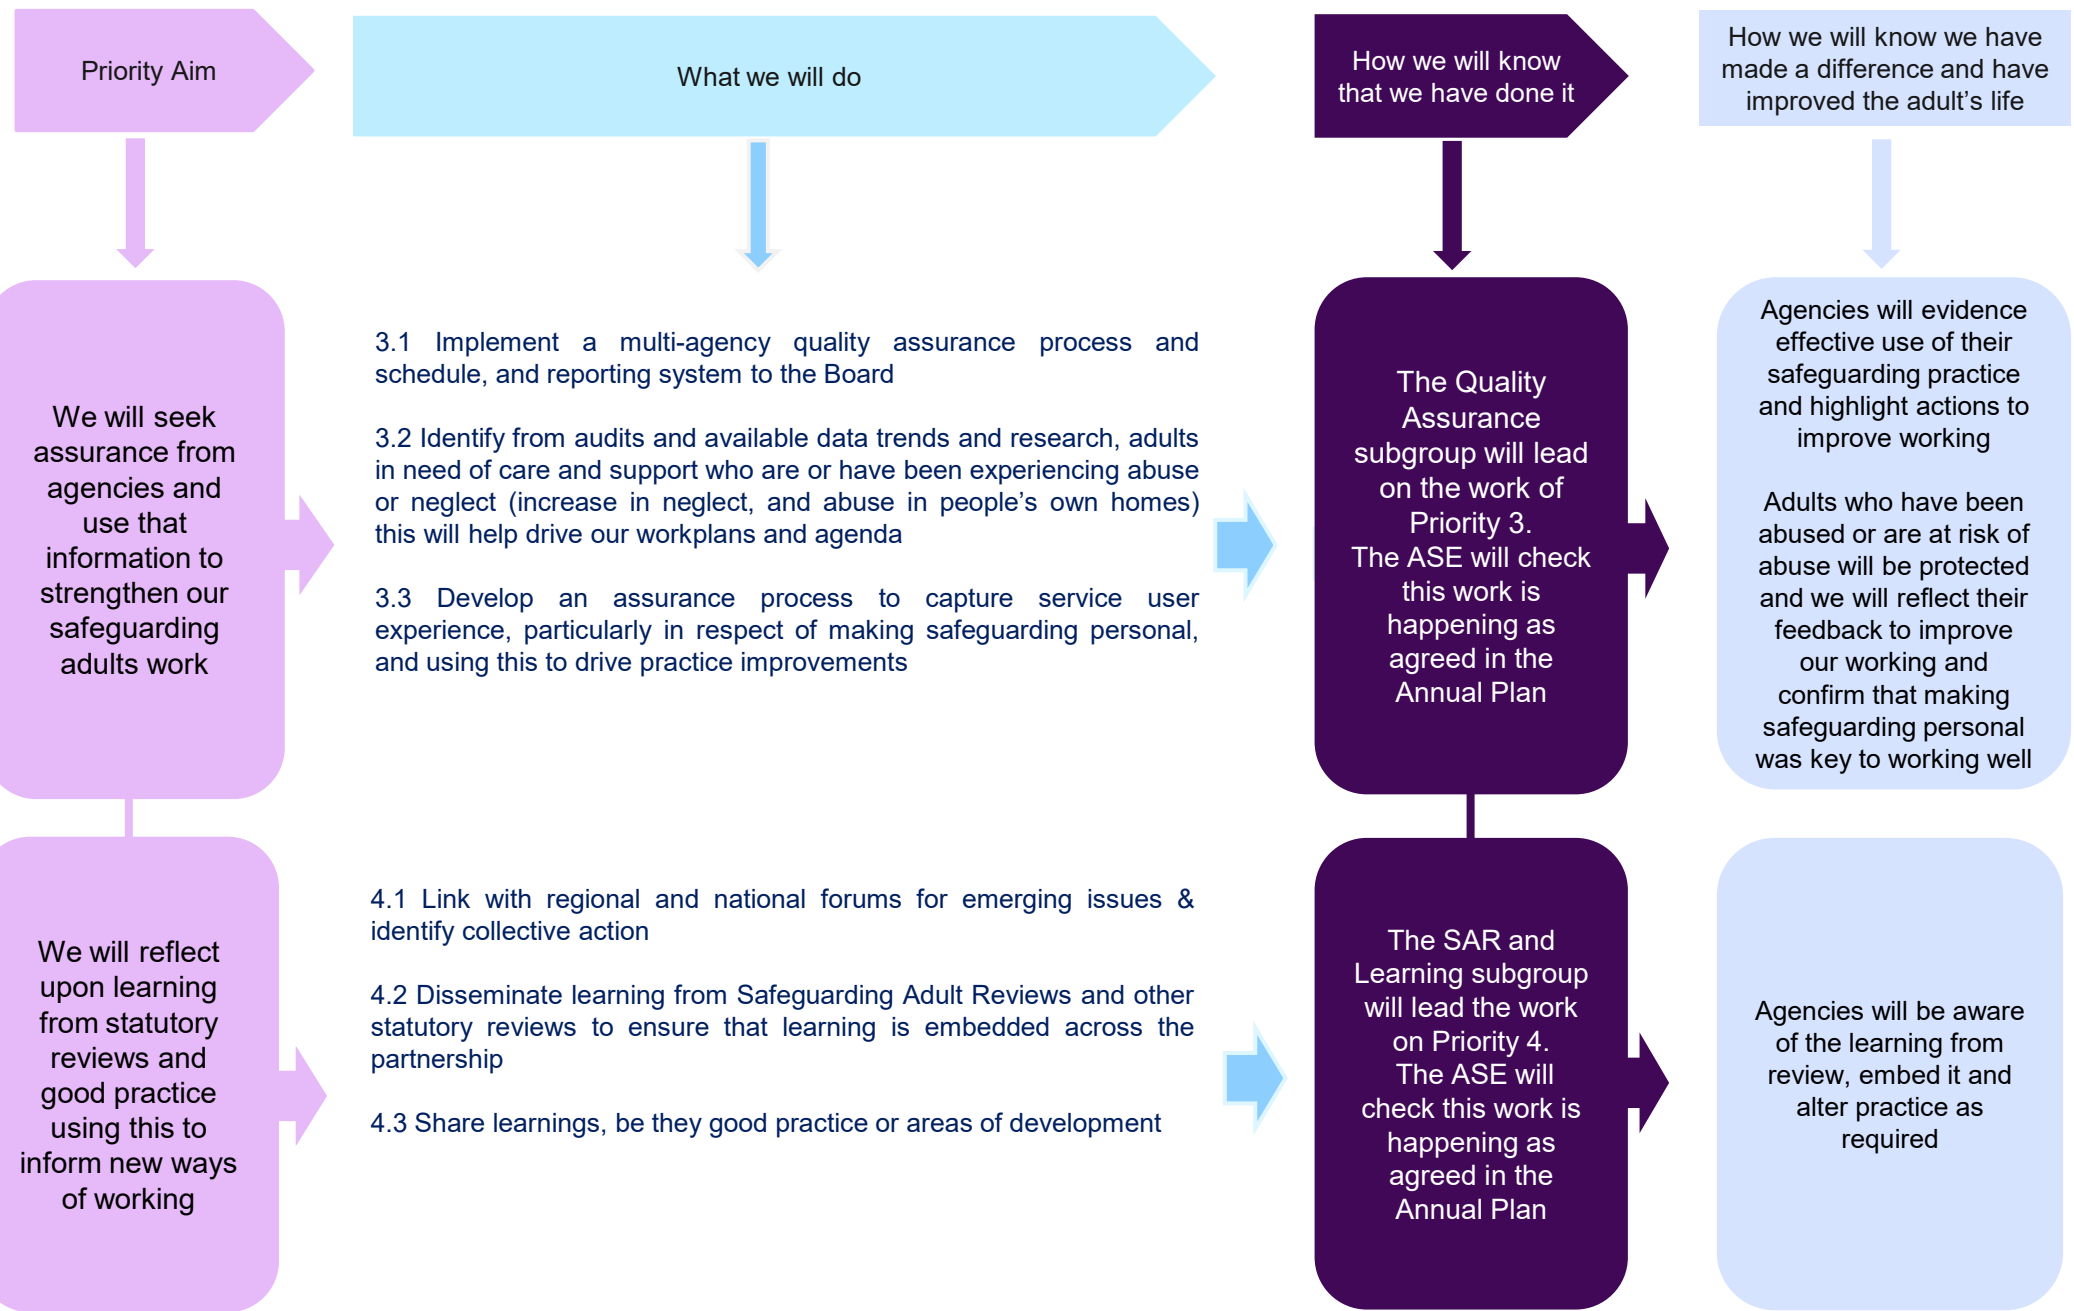 Priority Aim
What we will do
How we will know
that we have done it
How we will know we have
made a difference and have
improved the adult's life
We will seek
assurance from
agencies and
use that
information to
strengthen our
safeguarding
adults work
3.1 Implement a multi-agency quality assurance process and
schedule, and reporting system to the Board
3.2 Identify from audits and available data trends and research, adults
in need of care and support who are or have been experiencing abuse
or neglect (increase in neglect, and abuse in people's own homes)
this will help drive our workplans and agenda
3.3 Develop an assurance process to capture service user
experience, particularly in respect of making safeguarding personal,
and using this to drive practice improvements
The Quality
Assurance
subgroup will lead
on the work of
Priority 3.
The ASE will check
this work is
happening as
agreed in the
Annual Plan
Agencies will evidence
effective use of their
safeguarding practice
and highlight actions to
improve working
Adults who have been
abused or are at risk of
abuse will be protected
and we will reflect their
feedback to improve
our working and
confirm that making
safeguarding personal
was key to working well
We will reflect
upon learning
from statutory
reviews and
good practice
using this to
inform new ways
of working
4.1 Link with regional and national forums for emerging issues &
identify collective action
4.2 Disseminate learning from Safeguarding Adult Reviews and other
statutory reviews to ensure that learning is embedded across the
partnership
4.3 Share learnings, be they good practice or areas of development
The SAR and
Learning subgroup
will lead the work
on Priority 4.
The ASE will
check this work is
happening as
agreed in the
Annual Plan
Agencies will be aware
of the learning from
review, embed it and
alter practice as
required